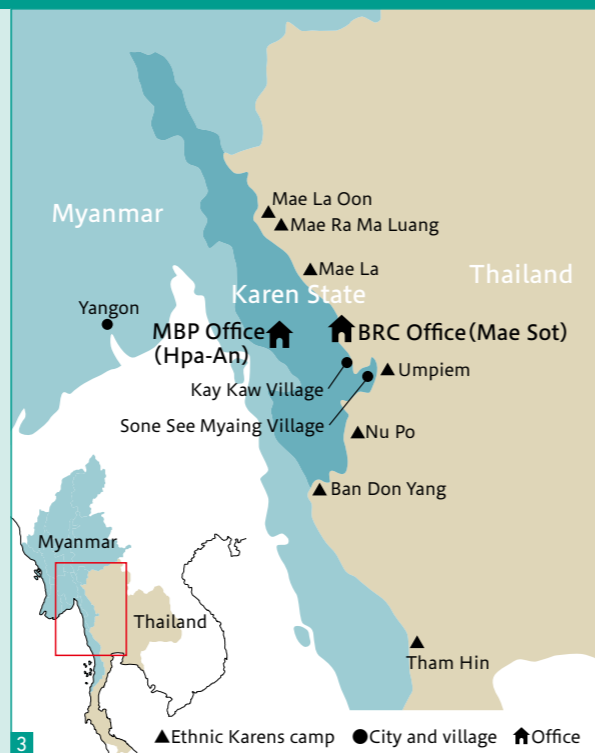 Mae La Oon
Myanmar
Mae Ra Ma Luang
Mae La
Thailand
Karen State
Yangon
MBP Office
(Hpa-An)
BRC Office(Mae Sot)
Umpiem
Kay Kaw Village
Sone See Myaing Village
Nu Po
Ban Don Yang
Myanmar
Thailand
Tham Hin
▲Ethnic Karens camp ●City and village Office
3